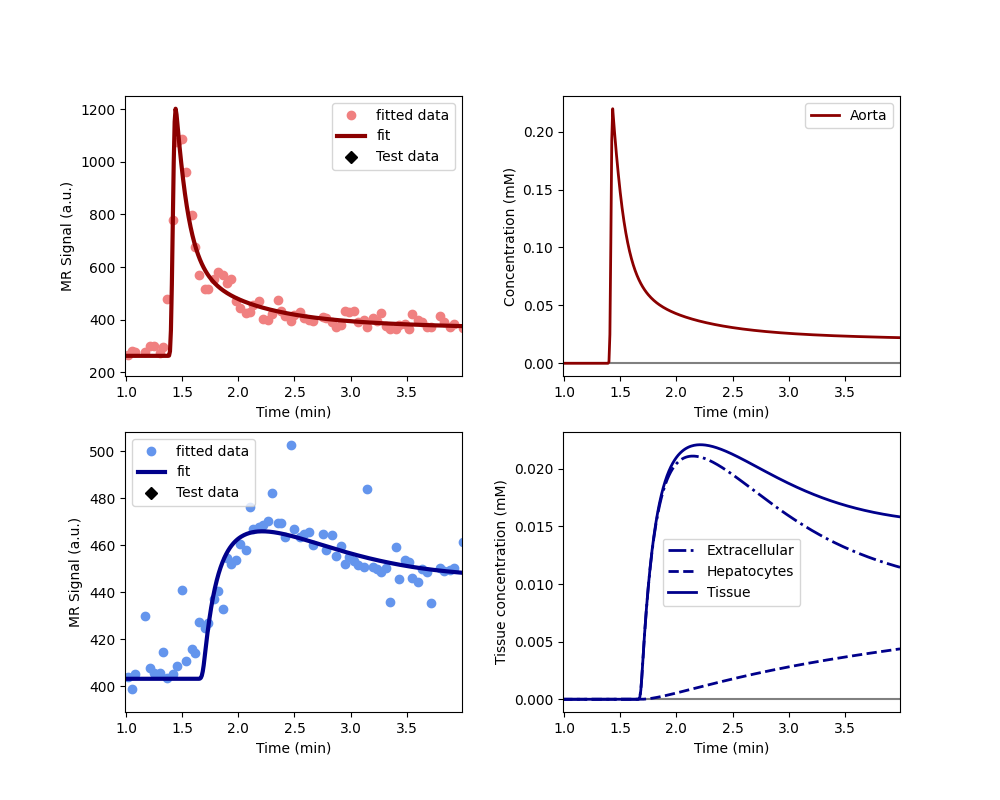 1200
1000
800
600
400
200
MR Signal (a.u.)
fitted data
fit
Test data
1.0 1.5 2.0 2.5 3.0 3.5
Time (min)
0.20
0.15
0.10
0.05
0.00
Concentration (mM)
Aorta
1.0 1.5 2.0 2.5 3.0 3.5
Time (min)
500
480
460
440
420
400
MR Signal (a.u.)
fitted data
fit
Test data
1.0 1.5 2.0 2.5 3.0 3.5
Time (min)
0.020
0.015
0.010
0.005
0.000
Tissue concentration (mM)
Extracellular
Hepatocytes
Tissue
1.0 1.5 2.0 2.5 3.0 3.5
Time (min)